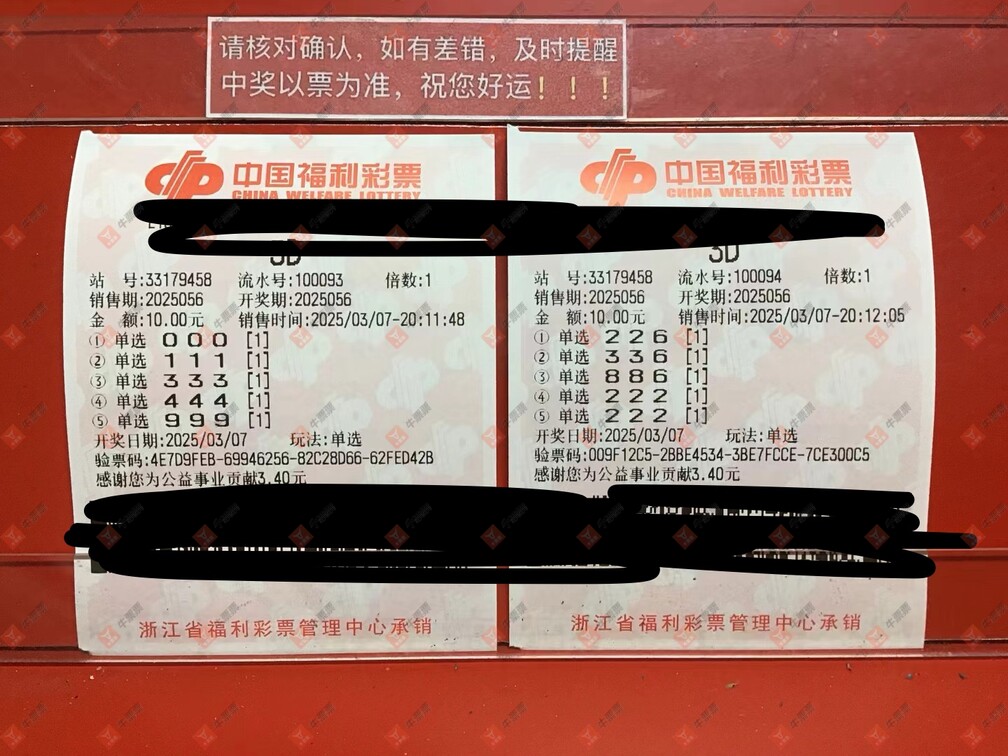 请核对确认，如有差错，及时提醒
中奖以票为准，祝您好运！！！
中国福利彩票
CHINA WELFARE LOTTERY
3D
站 号:33179458 流水号:100093 倍数:1
销售期:2025056 开奖期:2025056
金 额:10.00元 销售时间:2025/03/07-20:11:48
① 单选 0 0 0 [1]
② 单选 1 1 1 [1]
③ 单选 3 3 3 [1]
④ 单选 4 4 4 [1]
⑤ 单选 9 9 9 [1]
开奖日期:2025/03/07 玩法:单选
验票码:4E7D9FEB-69946256-82C28D66-62FED42B
感谢您为公益事业贡献3.40元
浙江省福利彩票管理中心承销
中国福利彩票
CHINA WELFARE LOTTERY
3D
站 号:33179458 流水号:100094 倍数:1
销售期:2025056 开奖期:2025056
金 额:10.00元 销售时间:2025/03/07-20:12:05
① 单选 2 2 6 [1]
② 单选 3 3 6 [1]
③ 单选 8 8 6 [1]
④ 单选 2 2 2 [1]
⑤ 单选 2 2 2 [1]
开奖日期:2025/03/07 玩法:单选
验票码:009F12C5-2BBE4534-3BE7FCCE-7CE300C5
感谢您为公益事业贡献3.40元
浙江省福利彩票管理中心承销